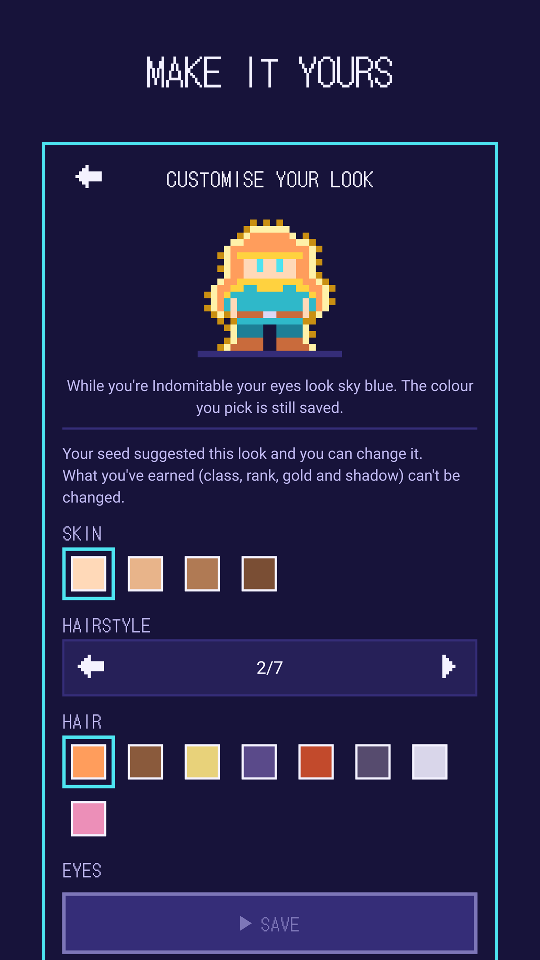 MAKE IT YOURS
CUSTOMISE YOUR LOOK
While you're Indomitable your eyes look sky blue. The colour
you pick is still saved.
Your seed suggested this look and you can change it.
What you've earned (class, rank, gold and shadow) can't be
changed.
SKIN
HAIRSTYLE
2/7
HAIR
EYES
SAVE